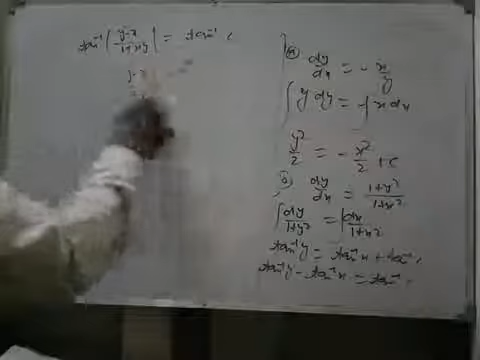 tan⁻¹ (y-x / 1+xy) = tan⁻¹ c
y-x
a) dy/dx = - x/y
∫ y dy = -∫ x dx
y²/2 = - x²/2 + c
b) dy/dx = 1+y²/1+x²
∫ dy/1+y² = ∫ dx/1+x²
tan⁻¹y = tan⁻¹x + tan⁻¹c
tan⁻¹y - tan⁻¹x = tan⁻¹c